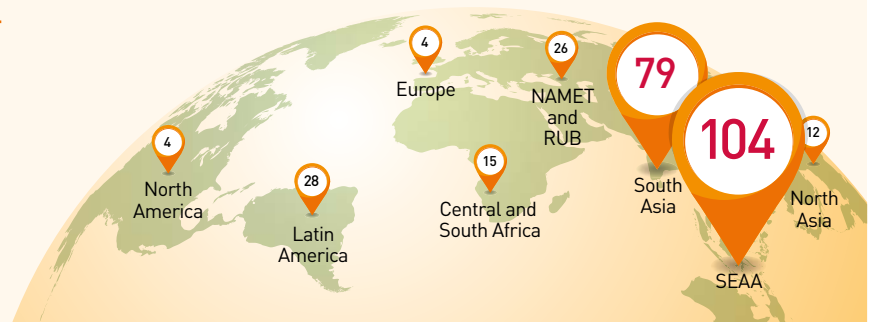 4
North
America
28
Latin
America
4
Europe
15
Central and
South Africa
26
NAMET
and
RUB
79
South
Asia
104
SEAA
12
North
Asia